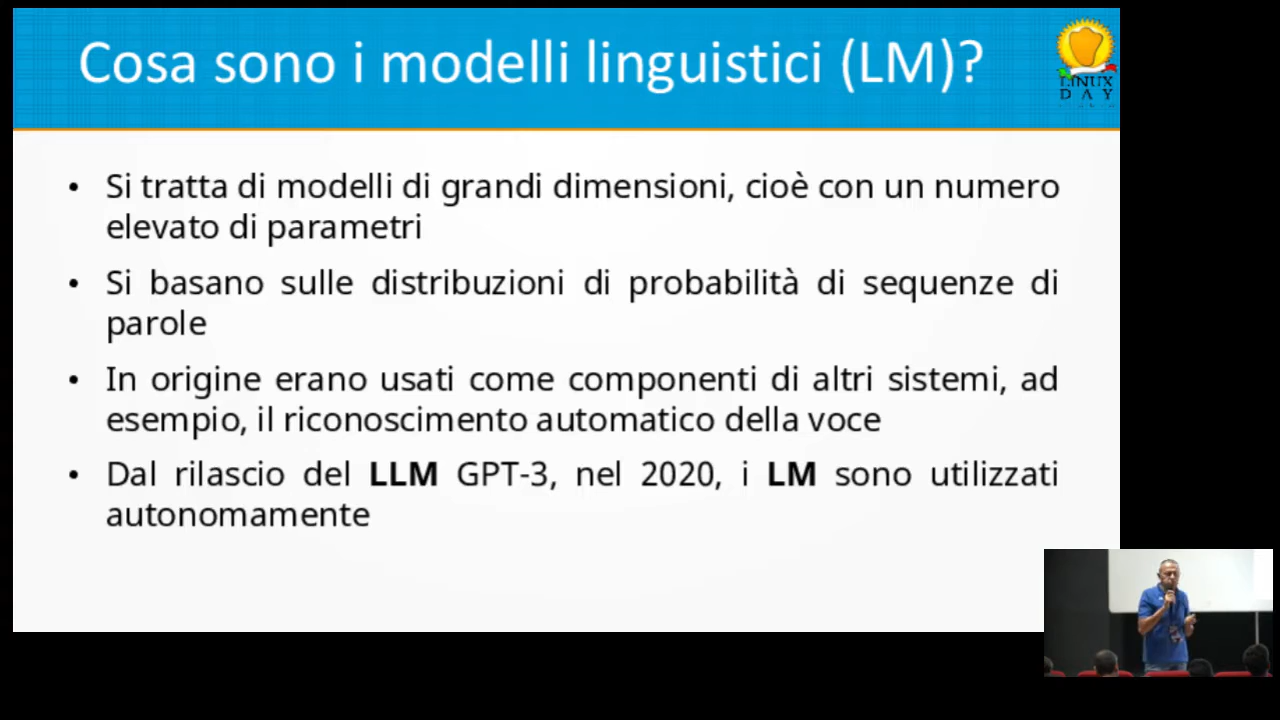 Cosa sono i modelli linguistici (LM)?
LINUX
DAY
• Si tratta di modelli di grandi dimensioni, cioè con un numero
elevato di parametri
• Si basano sulle distribuzioni di probabilità di sequenze di
parole
• In origine erano usati come componenti di altri sistemi, ad
esempio, il riconoscimento automatico della voce
• Dal rilascio del LLM GPT-3, nel 2020, i LM sono utilizzati
autonomamente